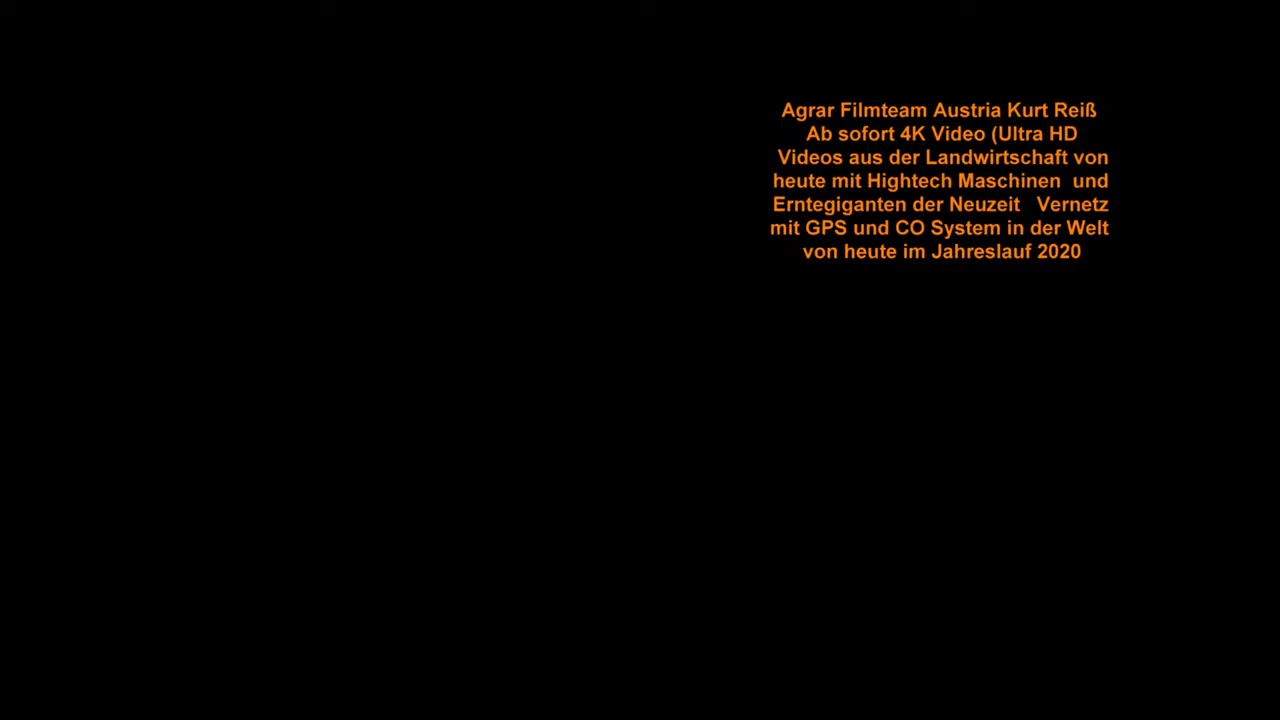 Agrar Filmteam Austria Kurt Reiß
Ab sofort 4K Video (Ultra HD
Videos aus der Landwirtschaft von
heute mit Hightech Maschinen  und
Erntegiganten der Neuzeit   Vernetz
mit GPS und CO System in der Welt
von heute im Jahreslauf 2020